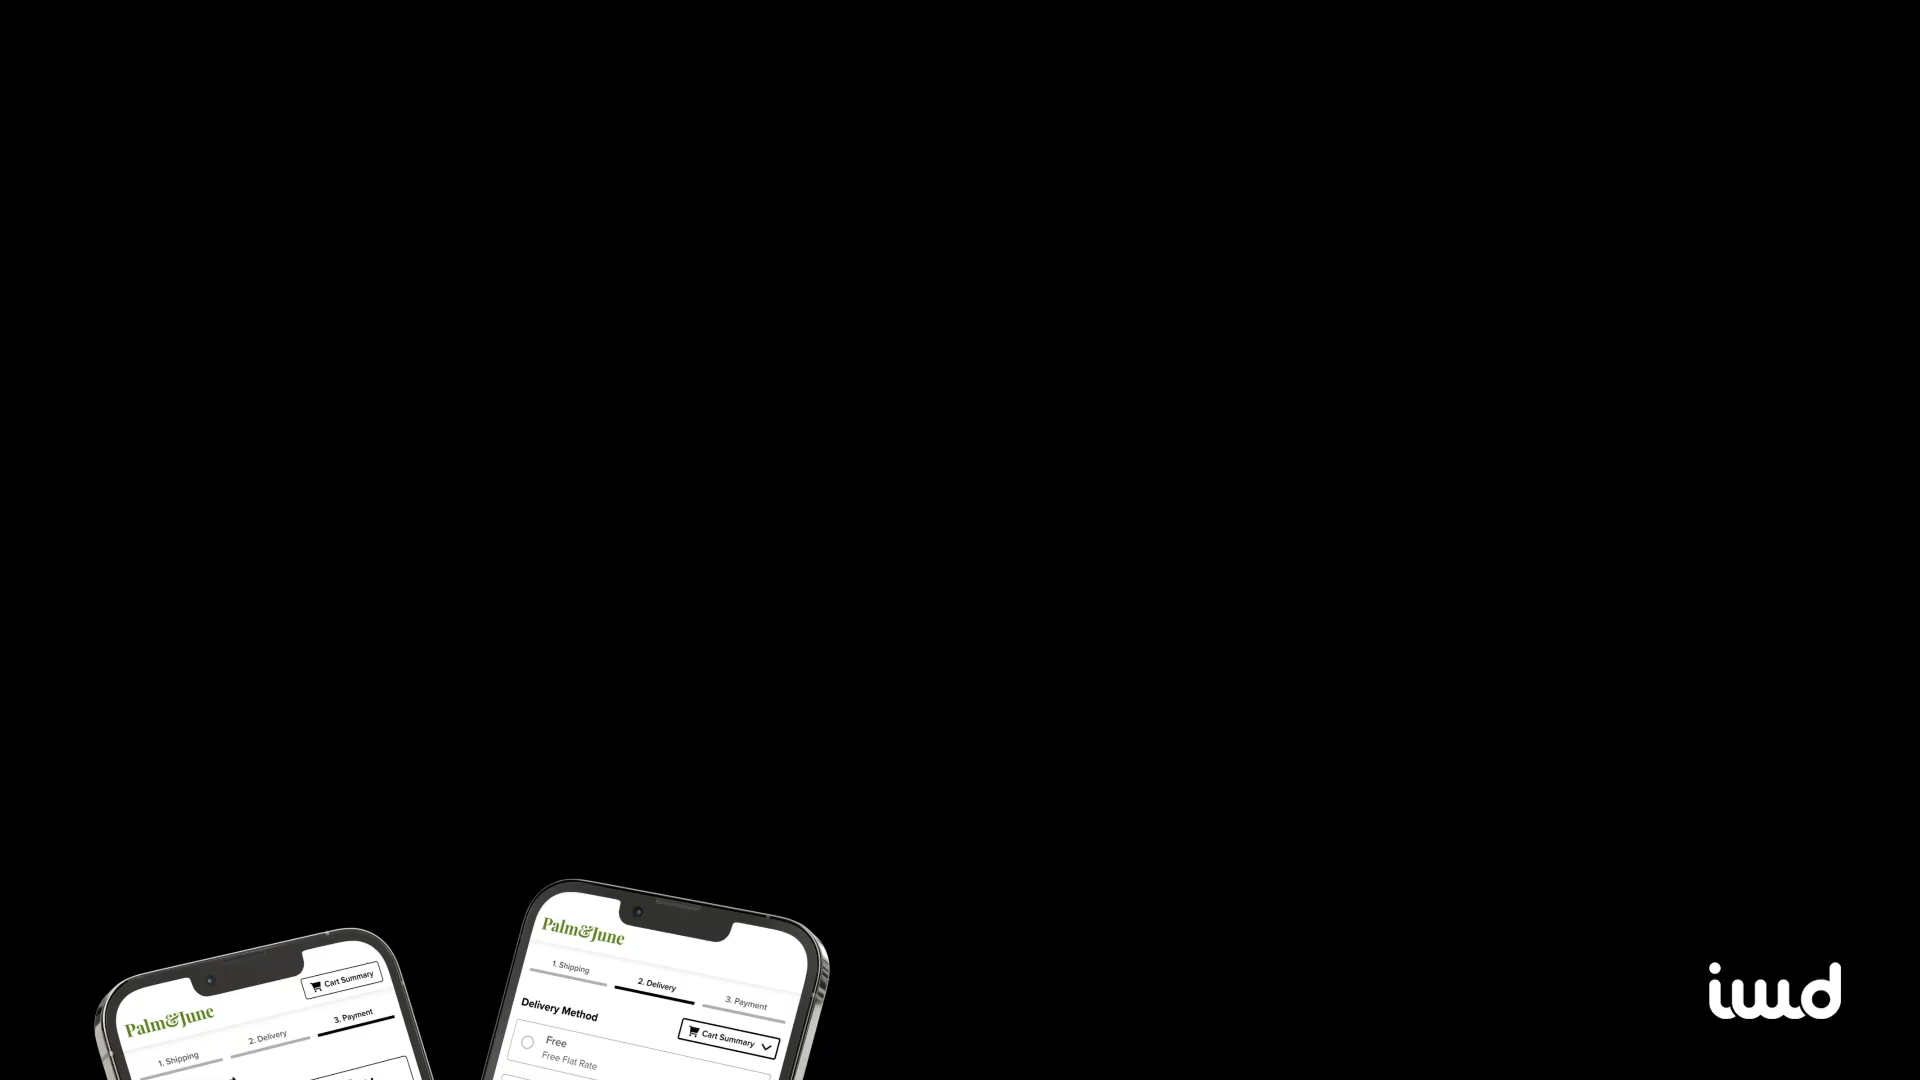 Palm&June
Cart Summary
1. Shipping
2. Delivery
3. Payment
Palm&June
1. Shipping
2. Delivery
3. Payment
Delivery Method
Cart Summary
Free
Free Flat Rate
iwd